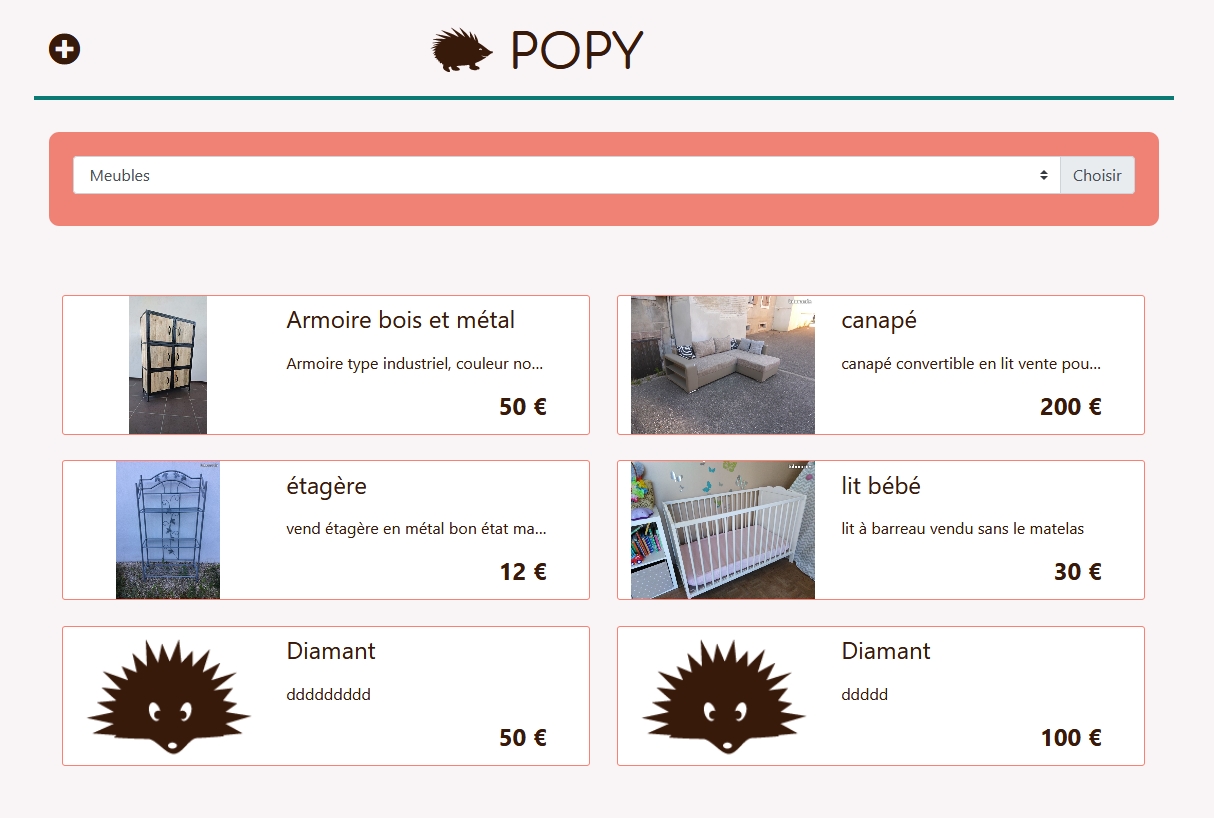 POPY
Meubles
Choisir
Armoire bois et métal
Armoire type industriel, couleur no...
50 €
canapé
canapé convertible en lit vente pou...
200 €
étagère
vend étagère en métal bon état ma...
12 €
lit bébé
lit à barreau vendu sans le matelas
30 €
Diamant
ddddddddd
50 €
Diamant
ddddd
100 €